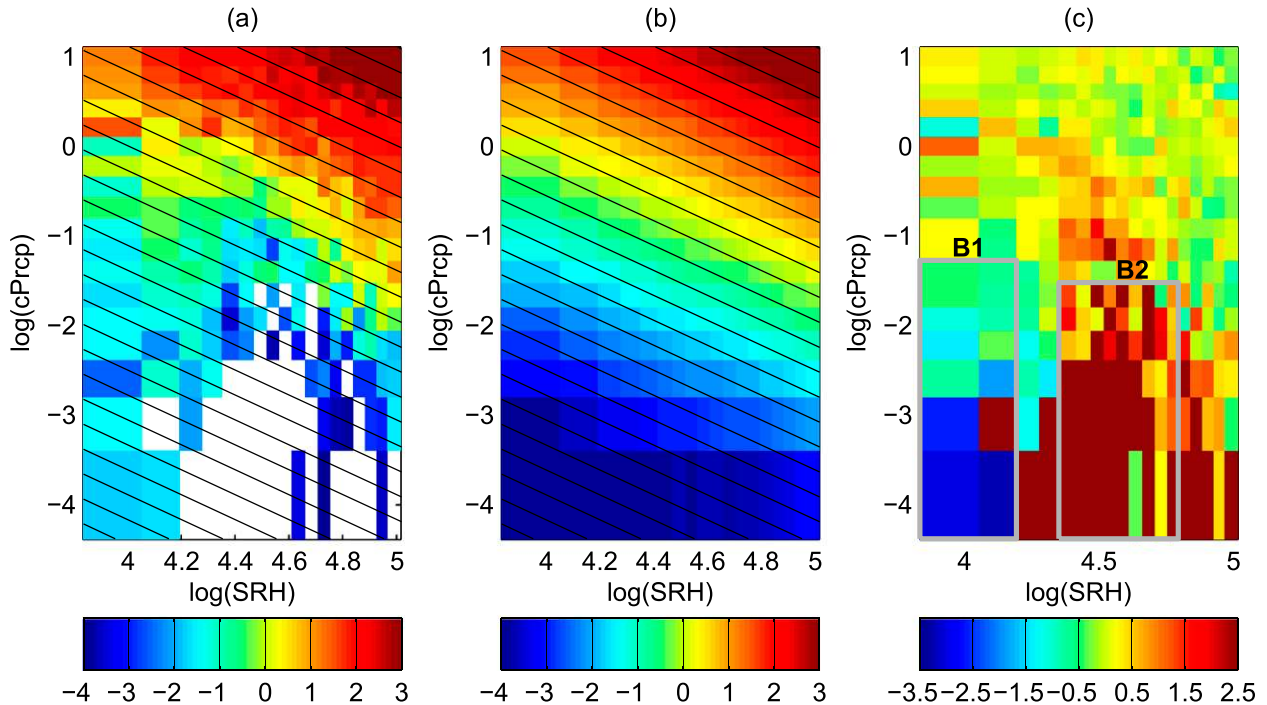 (a) (b) (c)
1 1 1
0 0 0
B1
−1 −1 −1
B2
log(cPrcp) log(cPrcp) log(cPrcp)
−2 −2 −2
−3 −3 −3
−4 −4 −4
4 4.2 4.4 4.6 4.8 5 4 4.2 4.4 4.6 4.8 5 4 4.5 5
log(SRH) log(SRH) log(SRH)
−4 −3 −2 −1 0 1 2 3 −4 −3 −2 −1 0 1 2 3 −3.5 −2.5 −1.5 −0.5 0.5 1.5 2.5